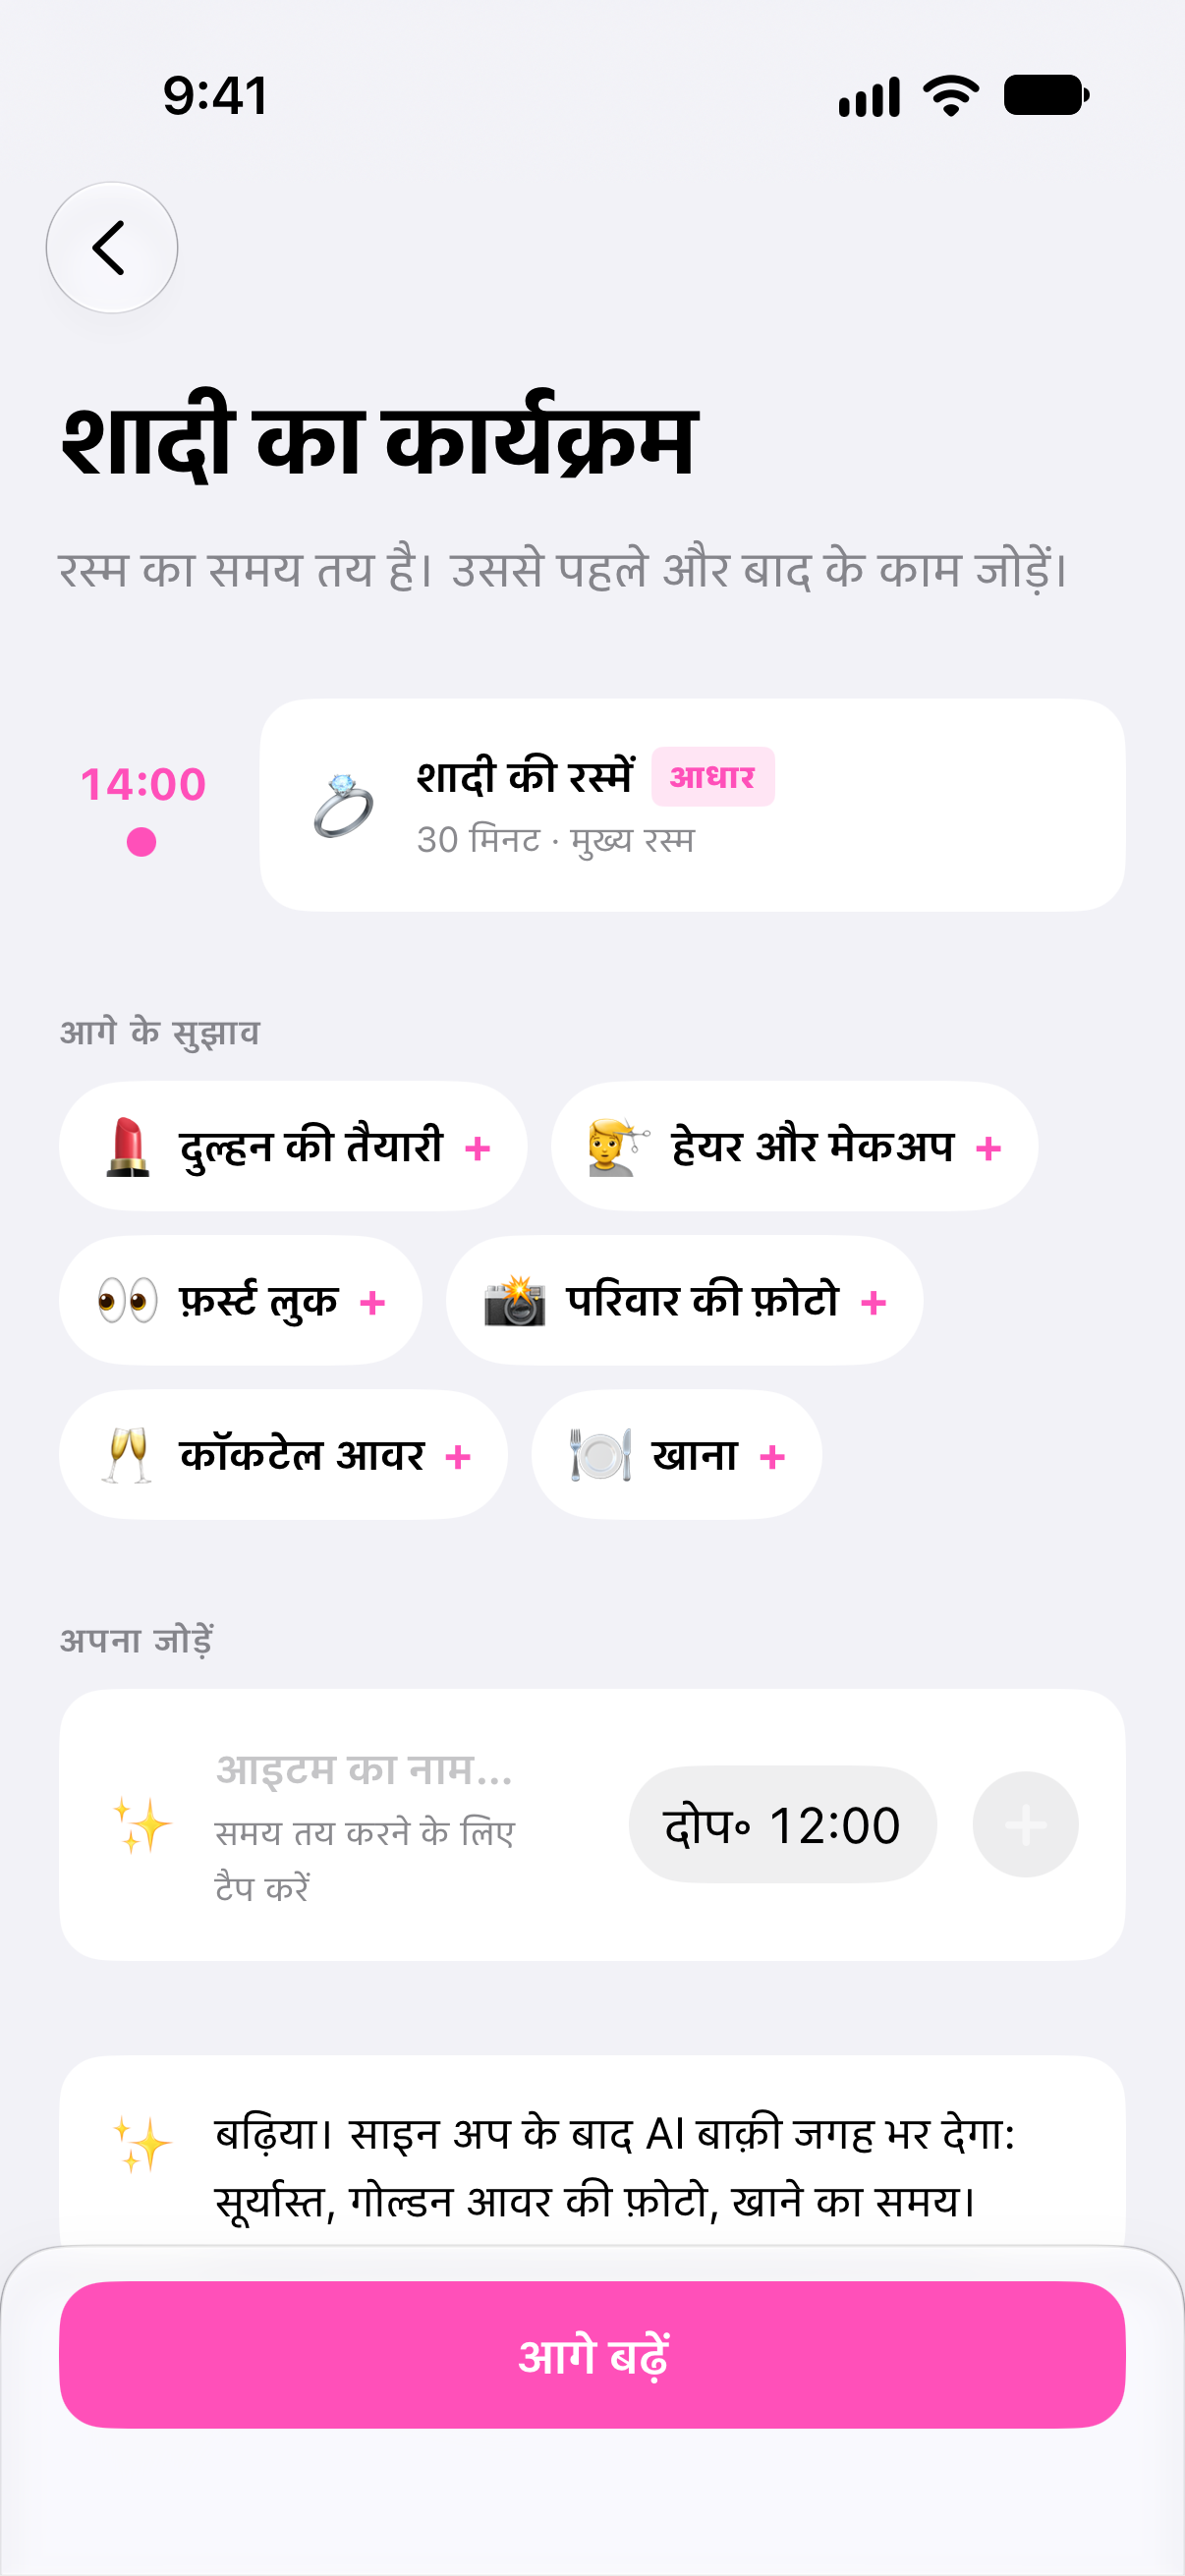 9:41
शादी का कार्यक्रम
रस्म का समय तय है। उससे पहले और बाद के काम जोड़ें।
14:00
शादी की रस्में आधार
30 मिनट · मुख्य रस्म
आगे के सुझाव
दुल्हन की तैयारी +
हेयर और मेकअप +
फ़र्स्ट लुक +
परिवार की फ़ोटो +
कॉकटेल आवर +
खाना +
अपना जोड़ें
आइटम का नाम...
समय तय करने के लिए
टैप करें
दोप॰ 12:00
बढ़िया। साइन अप के बाद AI बाक़ी जगह भर देगा:
सूर्यास्त, गोल्डन आवर की फ़ोटो, खाने का समय।
आगे बढ़ें